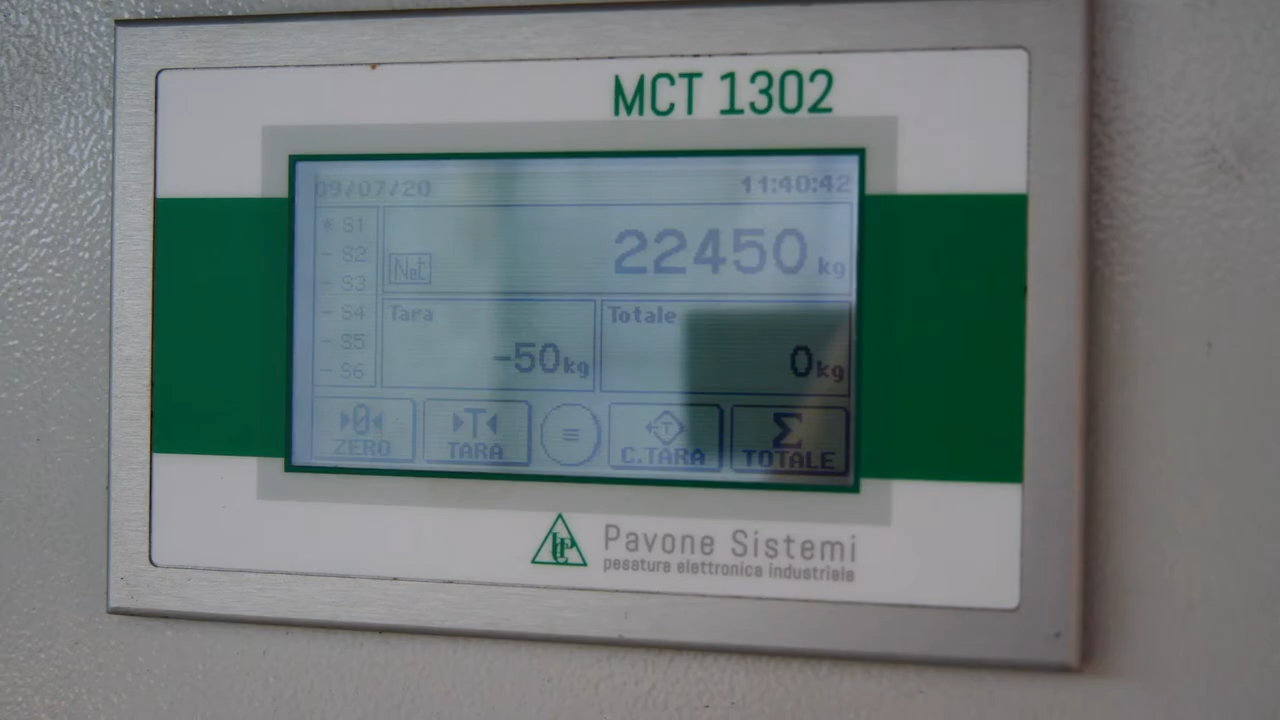 MCT 1302
09/07/20 11:40:42
* S1
- S2
- S3
- S4
- S5
- S6
Net 22450 kg
Tara
-50 kg
Totale
0 kg
0
ZERO
T
TARA
=
T
C.TARA
Σ
TOTALE
Pavone Sistemi
pesatura elettronica industriale